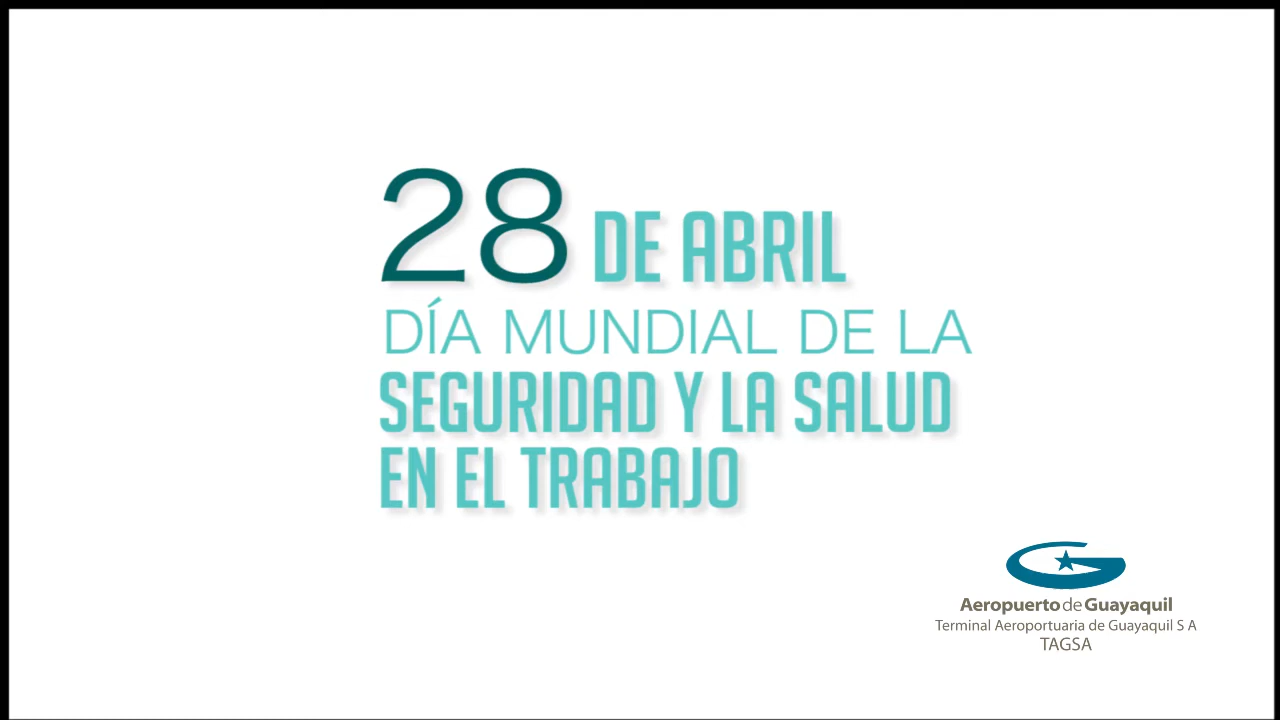 28 DE ABRIL
DÍA MUNDIAL DE LA
SEGURIDAD Y LA SALUD
EN EL TRABAJO
Aeropuerto de Guayaquil
Terminal Aeroportuaria de Guayaquil S A
TAGSA